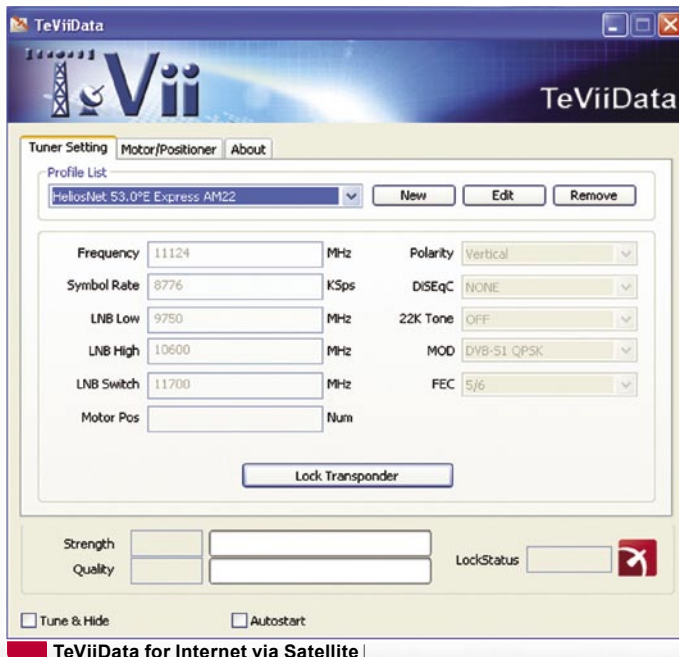 TeViiData
TeVii
TeViiData
Tuner Setting Motor/Positioner About
Profile List
HeliosNet 53.0°E Express AM22 New Edit Remove
Frequency 11124 MHz Polarity Vertical
Symbol Rate 8776 KSps DiSEqC NONE
LNB Low 9750 MHz 22K Tone OFF
LNB High 10600 MHz MOD DVB-S1 QPSK
LNB Switch 11700 MHz FEC 5/6
Motor Pos Num
Lock Transponder
Strength
Quality LockStatus
Tune & Hide Autostart
TeViiData for Internet via Satellite